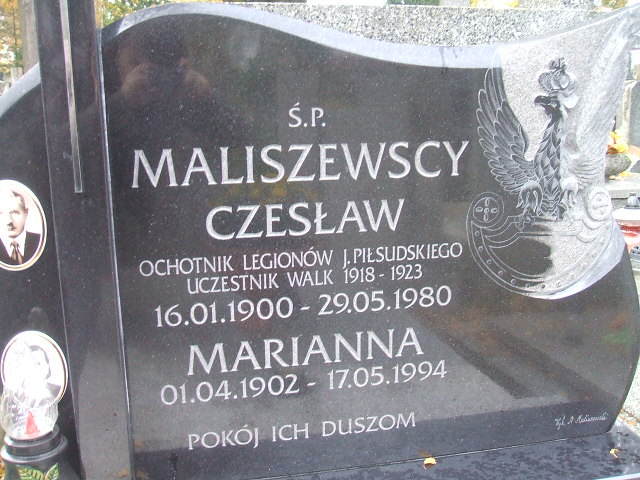 Ś.P.
MALISZEWSCY
CZESŁAW
OCHOTNIK LEGIONÓW J.PIŁSUDSKIEGO
UCZESTNIK WALK 1918 - 1923
16.01.1900 - 29.05.1980
MARIANNA
01.04.1902 - 17.05.1994
POKÓJ ICH DUSZOM